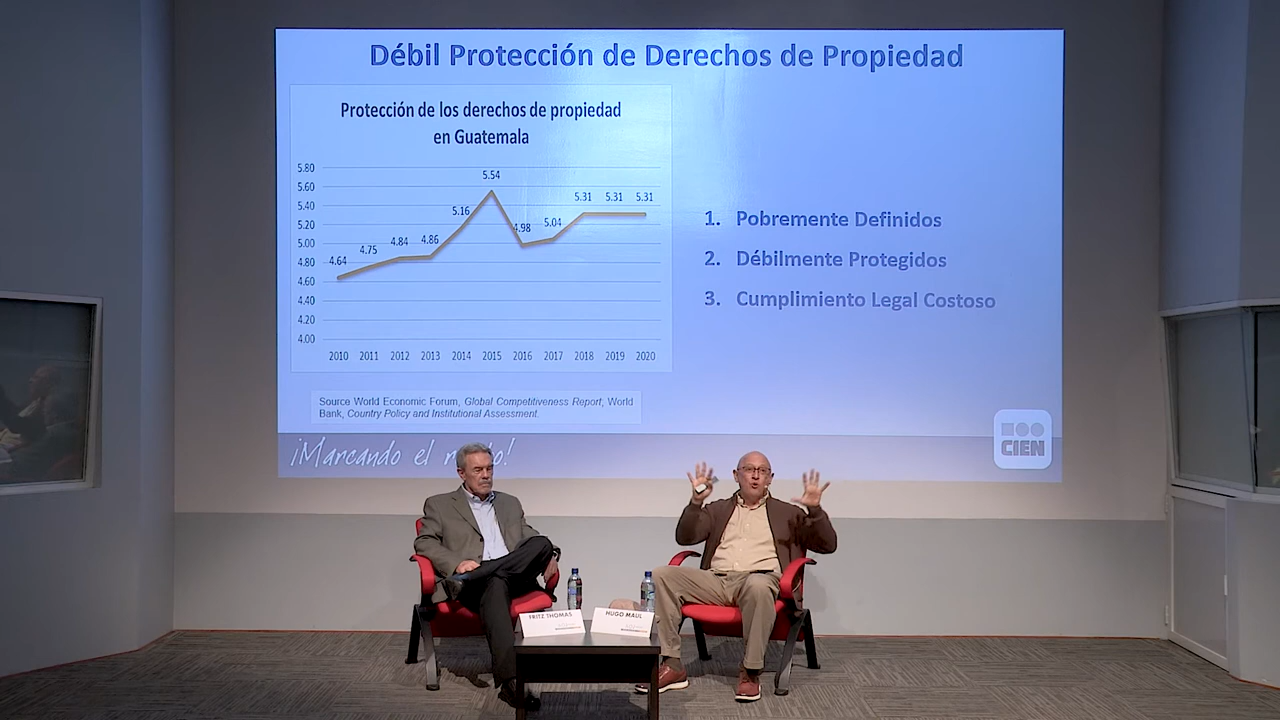 Débil Protección de Derechos de Propiedad
Protección de los derechos de propiedad
en Guatemala
5.80
5.60
5.40
5.20
5.00
4.80
4.60
4.40
4.20
4.00
4.64
4.75
4.84
4.86
5.16
5.54
4.98
5.04
5.31
5.31
5.31
2010 2011 2012 2013 2014 2015 2016 2017 2018 2019 2020
Source World Economic Forum, Global Competitiveness Report, World
Bank, Country Policy and Institutional Assessment.
1. Pobremente Definidos
2. Débilmente Protegidos
3. Cumplimiento Legal Costoso
¡Marcando el
CIEN
FRITZ THOMAS
HUGO MAUL